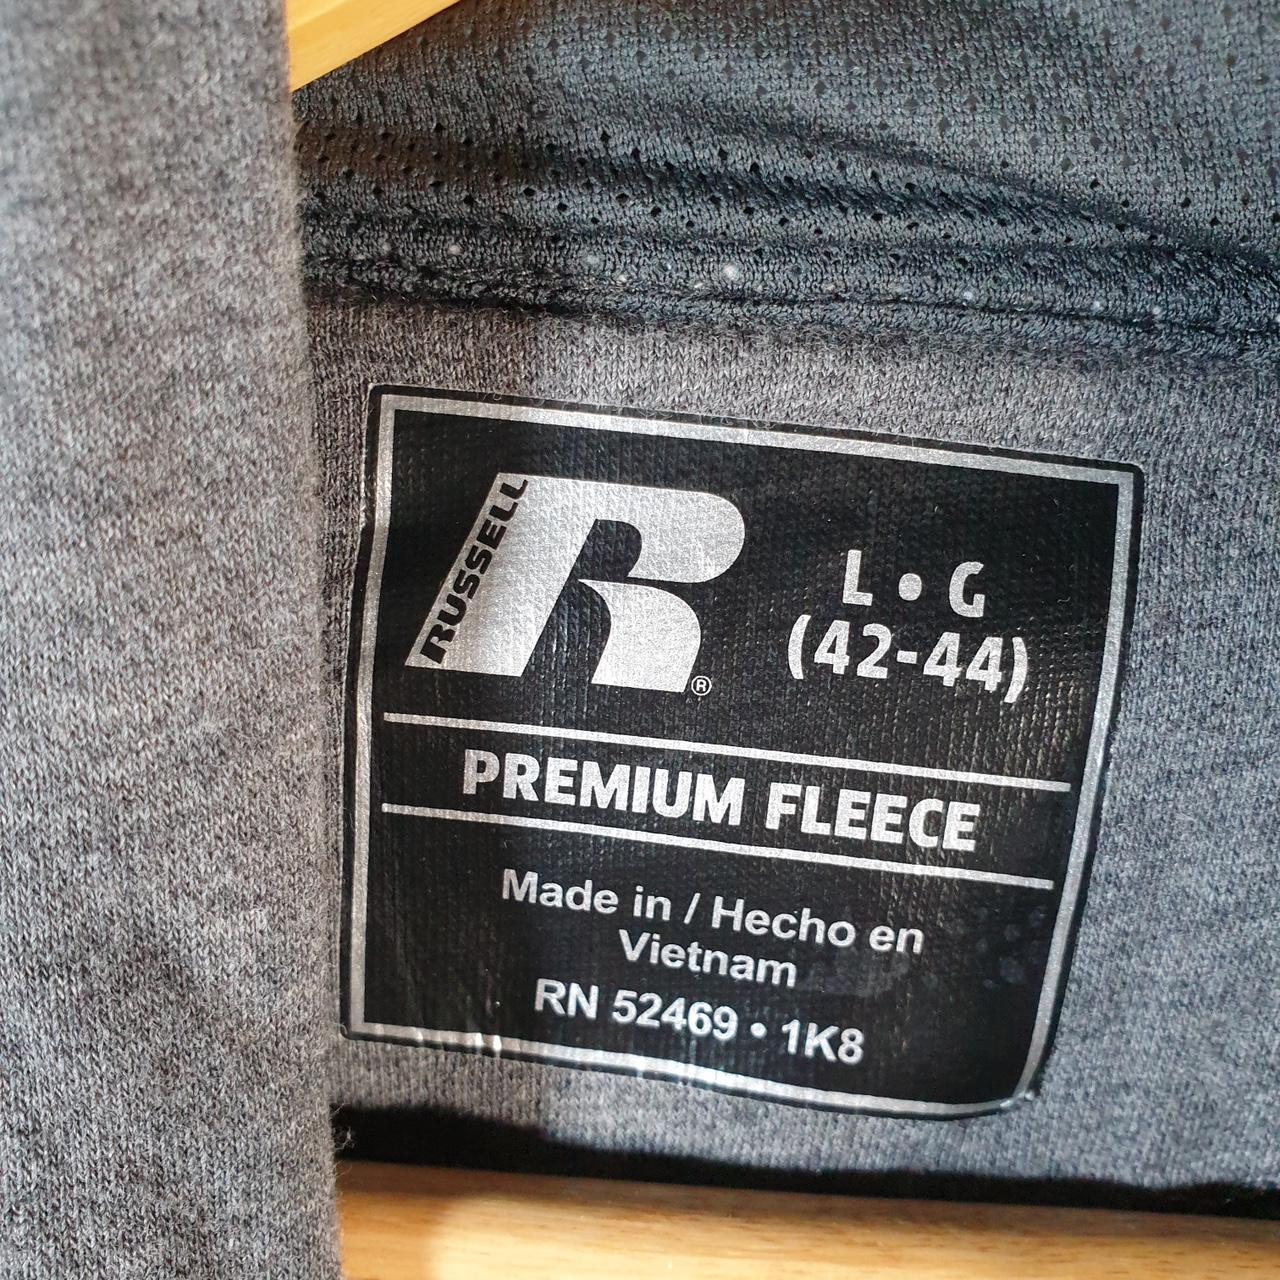 RUSSELL
R®
L • G
(42-44)
PREMIUM FLEECE
Made in / Hecho en
Vietnam
RN 52469 • 1K8